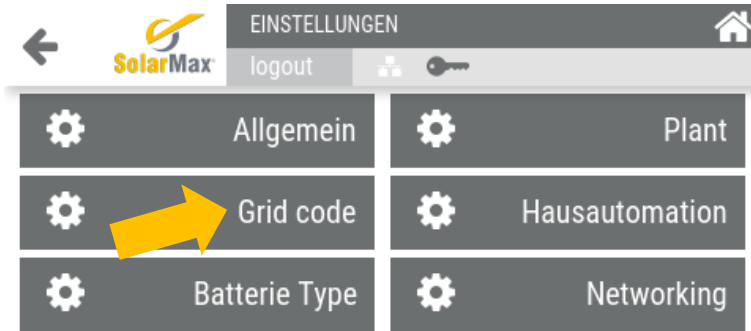 EINSTELLUNGEN
SolarMax
logout
Allgemein
Plant
Grid code
Hausautomation
Batterie Type
Networking